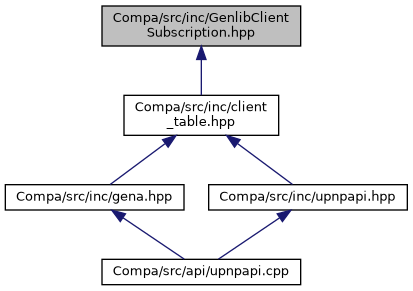 Compa/src/inc/GenlibClient
Subscription.hpp
Compa/src/inc/client
_table.hpp
Compa/src/inc/gena.hpp
Compa/src/inc/upnpapi.hpp
Compa/src/api/upnpapi.cpp